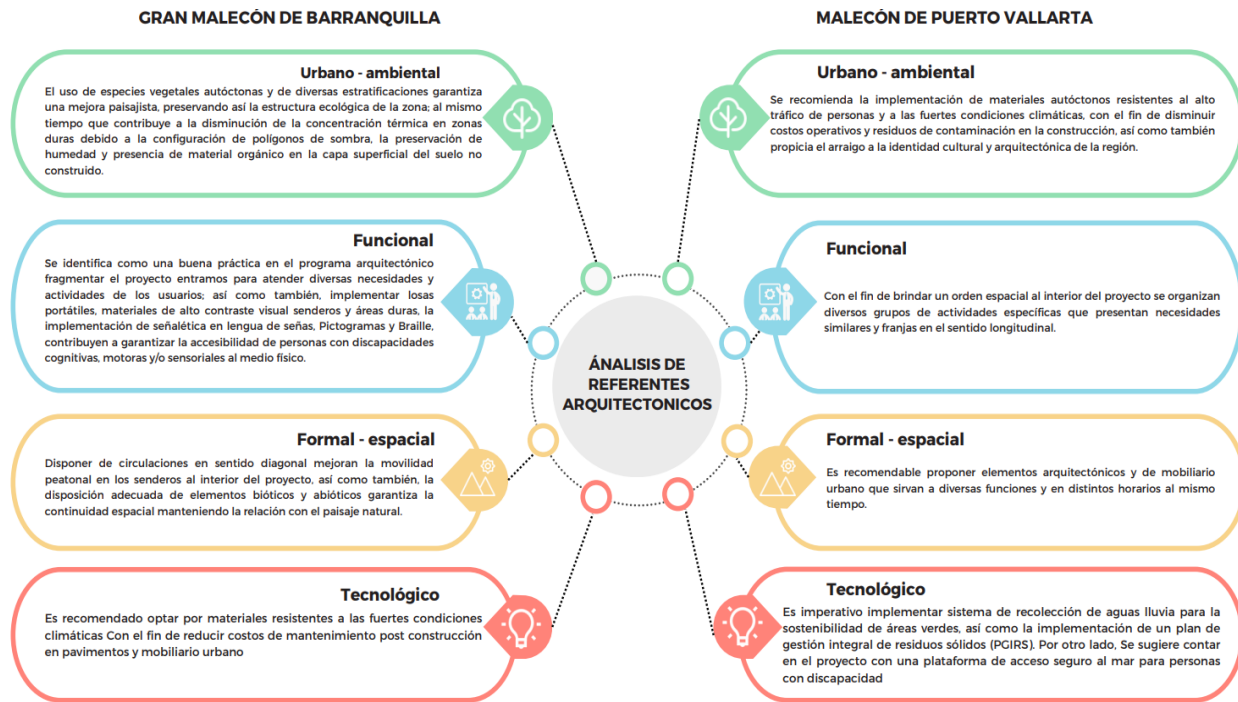 GRAN MALECÓN DE BARRANQUILLA
Urbano - ambiental
El uso de especies vegetales autóctonas y de diversas estratificaciones garantiza
una mejora paisajista, preservando así la estructura ecológica de la zona; al mismo
tiempo que contribuye a la disminución de la concentración térmica en zonas
duras debido a la configuración de polígonos de sombra, la preservación de
humedad y presencia de material orgánico en la capa superficial del suelo no
construido.
Funcional
Se identifica como una buena práctica en el programa arquitectónico
fragmentar el proyecto entramos para atender diversas necesidades y
actividades de los usuarios; así como también, implementar losas
portátiles, materiales de alto contraste visual senderos y áreas duras, la
implementación de señalética en lengua de señas, Pictogramas y Braille,
contribuyen a garantizar la accesibilidad de personas con discapacidades
cognitivas, motoras y/o sensoriales al medio físico.
Formal - espacial
Disponer de circulaciones en sentido diagonal mejoran la movilidad
peatonal en los senderos al interior del proyecto, así como también, la
disposición adecuada de elementos bióticos y abióticos garantiza la
continuidad espacial manteniendo la relación con el paisaje natural.
Tecnológico
Es recomendado optar por materiales resistentes a las fuertes condiciones
climáticas Con el fin de reducir costos de mantenimiento post construcción
en pavimentos y mobiliario urbano
ÁNALISIS DE
REFERENTES
ARQUITECTONICOS
MALECÓN DE PUERTO VALLARTA
Urbano - ambiental
Se recomienda la implementación de materiales autóctonos resistentes al alto
tráfico de personas y a las fuertes condiciones climáticas, con el fin de disminuir
costos operativos y residuos de contaminación en la construcción, así como también
propicia el arraigo a la identidad cultural y arquitectónica de la región.
Funcional
Con el fin de brindar un orden espacial al interior del proyecto se organizan
diversos grupos de actividades específicas que presentan necesidades
similares y franjas en el sentido longitudinal.
Formal - espacial
Es recomendable proponer elementos arquitectónicos y de mobiliario
urbano que sirvan a diversas funciones y en distintos horarios al mismo
tiempo.
Tecnológico
Es imperativo implementar sistema de recolección de aguas lluvia para la
sostenibilidad de áreas verdes, así como la implementación de un plan de
gestión integral de residuos sólidos (PGIRS). Por otro lado, Se sugiere contar
en el proyecto con una plataforma de acceso seguro al mar para personas
con discapacidad